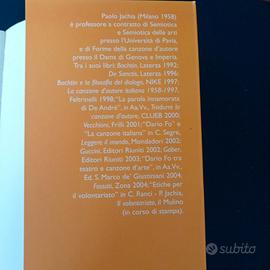 Paolo Jachia (Milano 1958)
è professore a contratto di Semiotica
e Semiotica delle arti
presso l'Università di Pavia,
e di Forme della canzone d'autore
presso il Dams di Genova e Imperia.
Tra i suoi libri: Bachtin, Laterza 1992;
De Sanctis, Laterza 1996;
Bachtin e la filosofia del dialogo, NIKE 1997;
La canzone d'autore italiana 1958-1997,
Feltrinelli 1998; "La parola innamorata
di De André", in Aa.Vv., Tradurre la
canzone d'autore, CLUEB 2000;
Vecchioni, Frilli 2001; "Dario Fo" e
"La canzone italiana" in C. Segre,
Leggere il mondo, Mondadori 2002;
Guccini, Editori Riuniti 2002; Gaber,
Editori Riuniti 2003; "Dario Fo tra
teatro e canzone d'arte", in Aa.Vv.,
Ed. S. Marco de' Giustiniani 2004,
Fossati, Zona 2004; "Etiche per
il volontariato" in C. Ranci - P. Jachia,
Il volontariato, il Mulino
(in corso di stampa).
subito